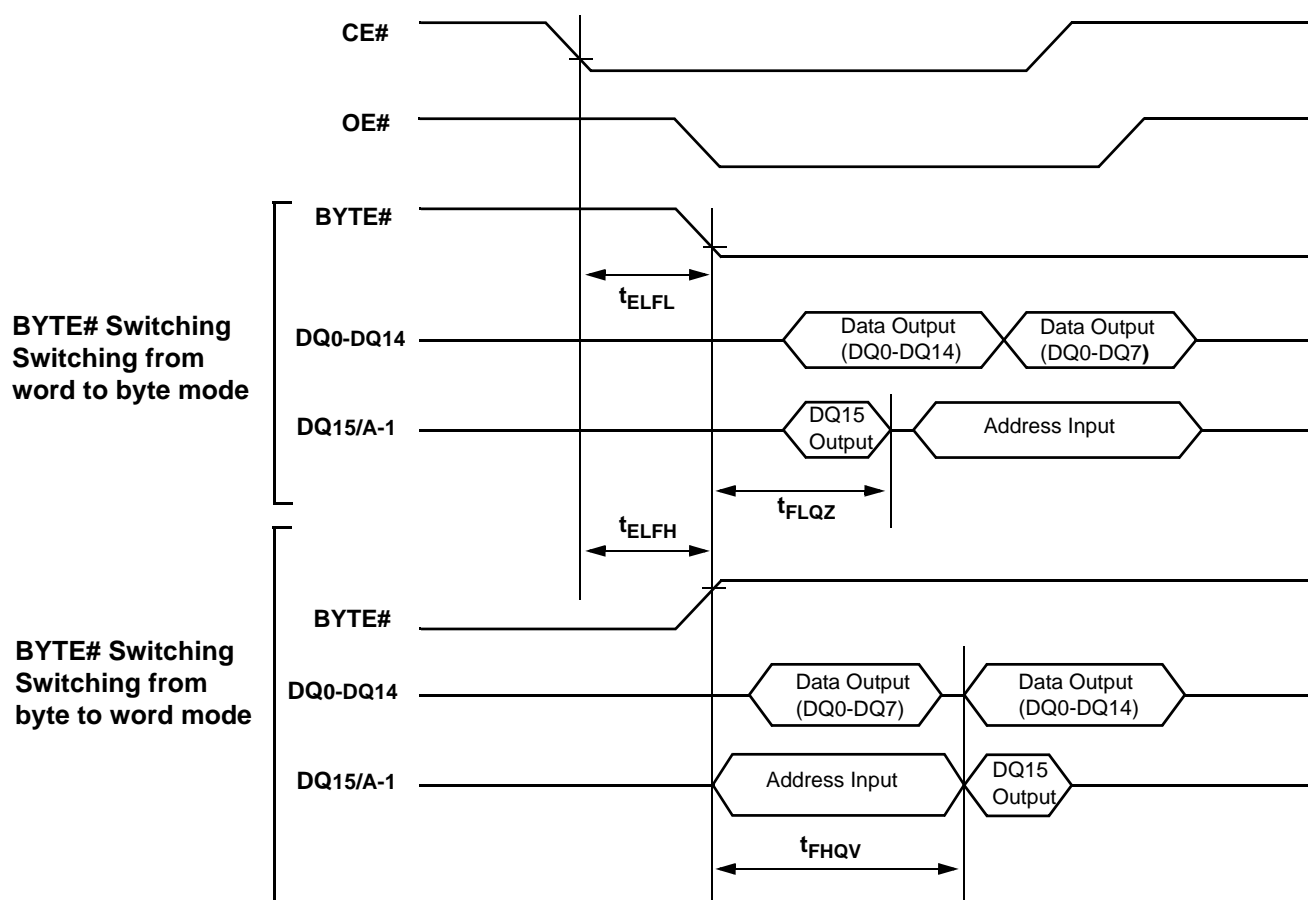 CE#
OE#
BYTE#
tELFL
BYTE# Switching
Switching from
word to byte mode
DQ0-DQ14
Data Output
(DQ0-DQ14)
Data Output
(DQ0-DQ7)
DQ15/A-1
DQ15
Output
Address Input
tFLQZ
tELFH
BYTE#
BYTE# Switching
Switching from
byte to word mode
DQ0-DQ14
Data Output
(DQ0-DQ7)
Data Output
(DQ0-DQ14)
DQ15/A-1
Address Input
DQ15
Output
tFHQV